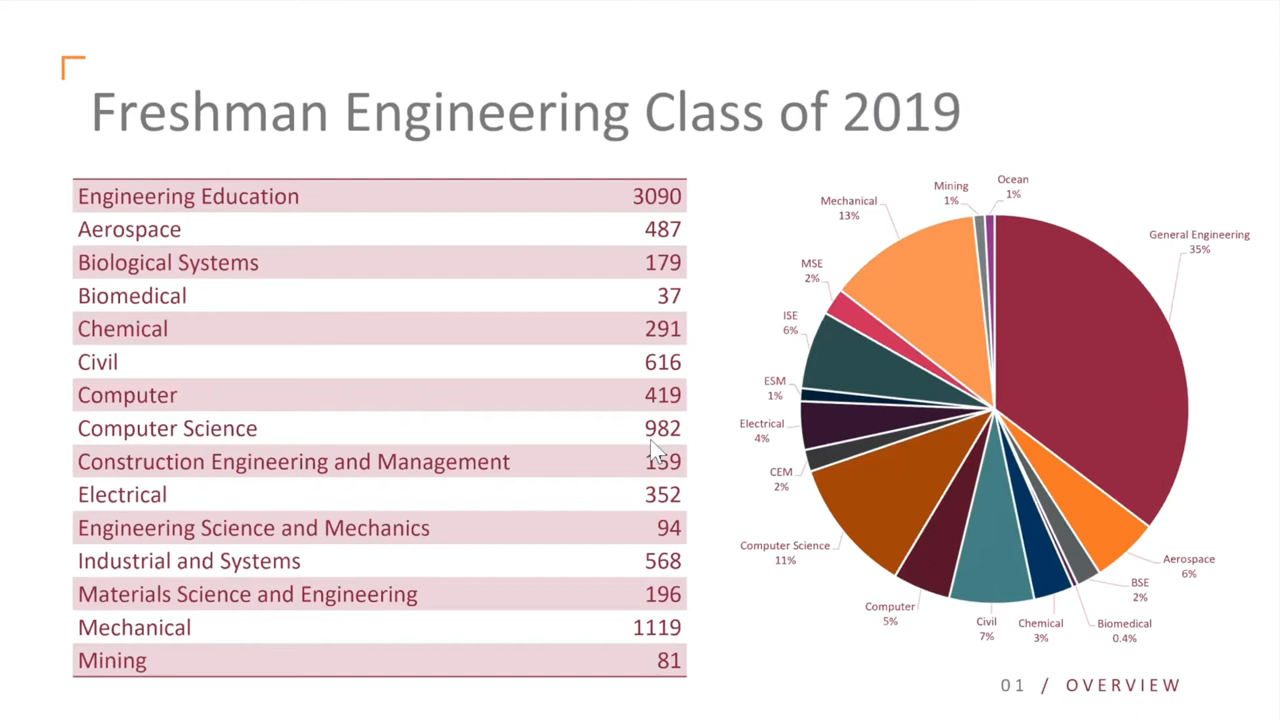 Freshman Engineering Class of 2019
Engineering Education 3090
Aerospace 487
Biological Systems 179
Biomedical 37
Chemical 291
Civil 616
Computer 419
Computer Science 982
Construction Engineering and Management
Electrical 352
Engineering Science and Mechanics 94
Industrial and Systems 568
Materials Science and Engineering 196
Mechanical 1119
Mining 81
Ocean
1%
Mining
1%
Mechanical
13%
General Engineering
35%
MSE
2%
ISE
6%
ESM
1%
Electrical
4%
CEM
2%
Computer Science
11%
Computer
5%
Civil
7%
Chemical
3%
Biomedical
0.4%
BSE
2%
Aerospace
6%
01 / OVERVIEW